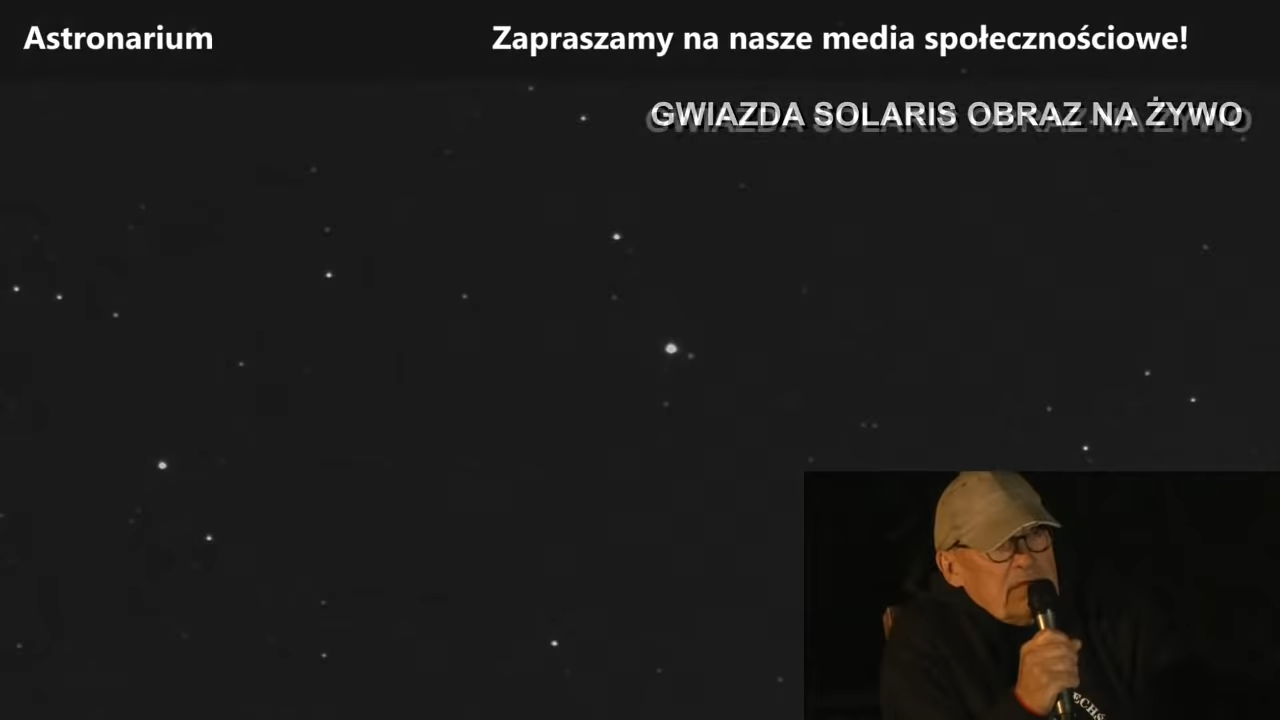 Astronarium
Zapraszamy na nasze media społecznościowe!
GWIAZDA SOLARIS OBRAZ NA ŻYWO